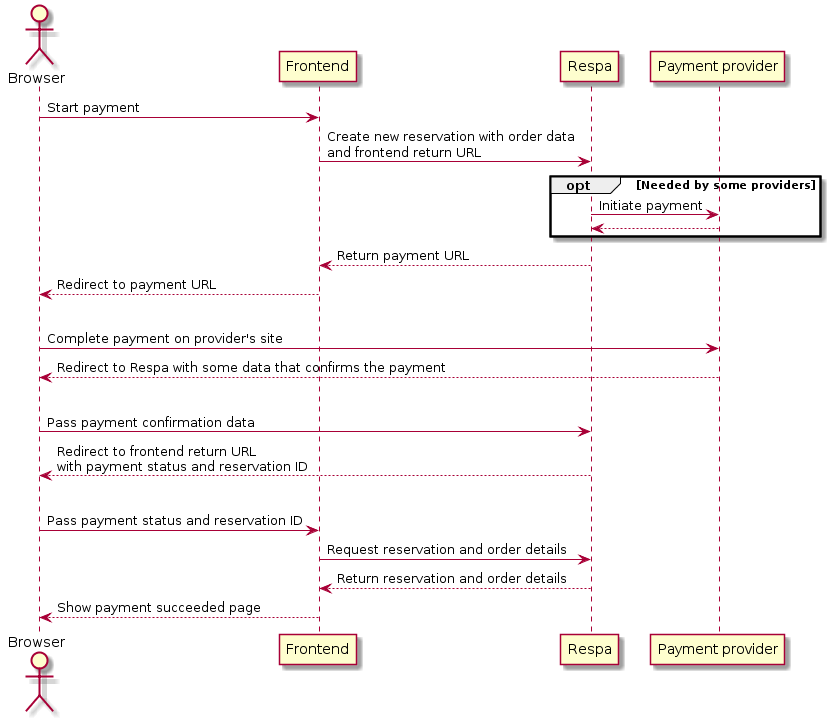 Browser
Frontend
Respa
Payment provider
Start payment
Create new reservation with order data
and frontend return URL
opt
[Needed by some providers]
Initiate payment
Return payment URL
Redirect to payment URL
Complete payment on provider's site
Redirect to Respa with some data that confirms the payment
Pass payment confirmation data
Redirect to frontend return URL
with payment status and reservation ID
Pass payment status and reservation ID
Request reservation and order details
Return reservation and order details
Show payment succeeded page
Browser
Frontend
Respa
Payment provider